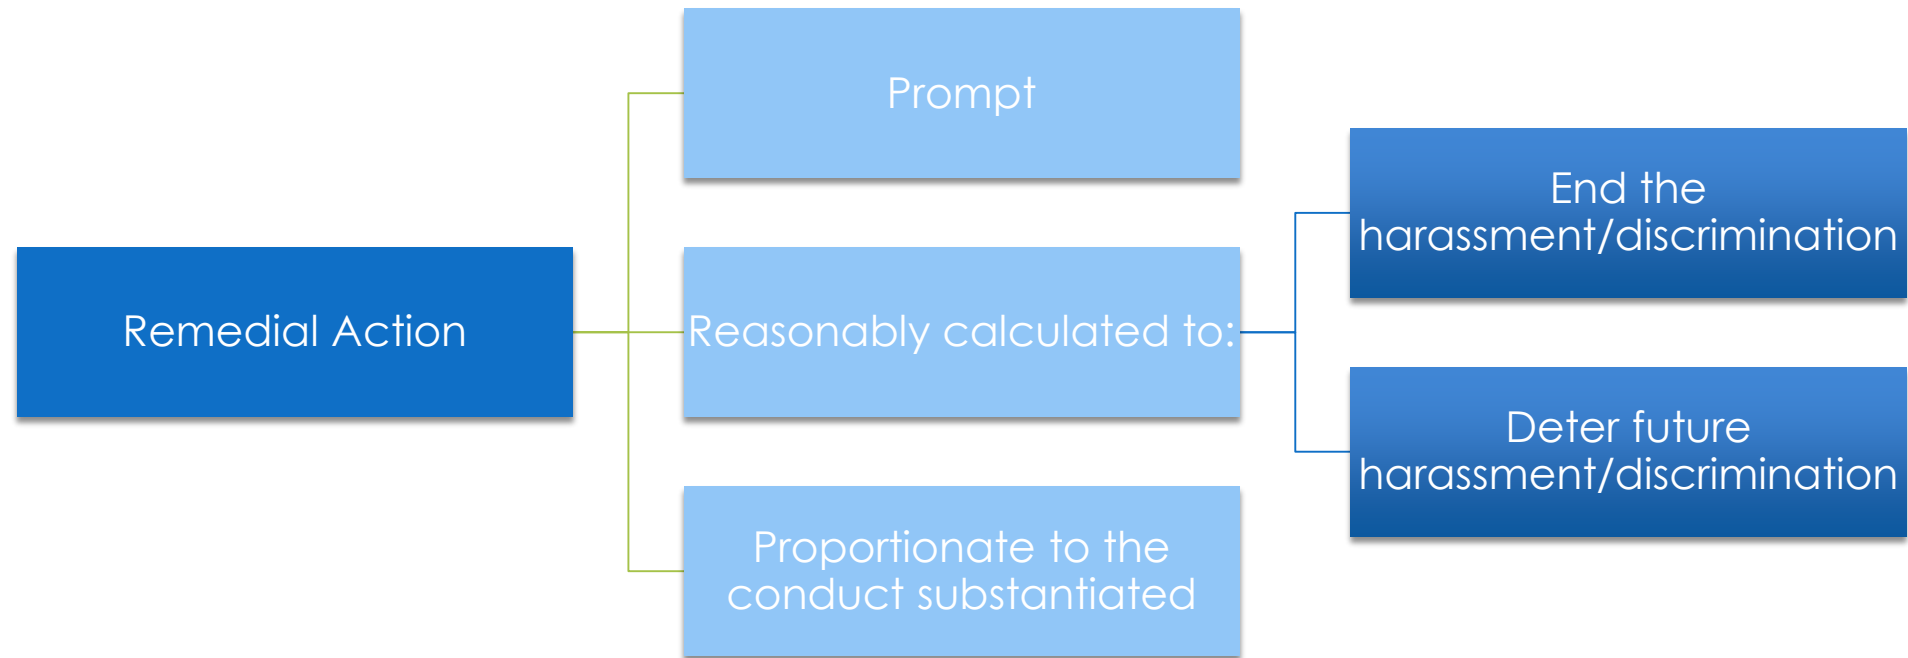 Remedial Action
Prompt
Reasonably calculated to:
End the
harassment/discrimination
Deter future
harassment/discrimination
Proportionate to the
conduct substantiated